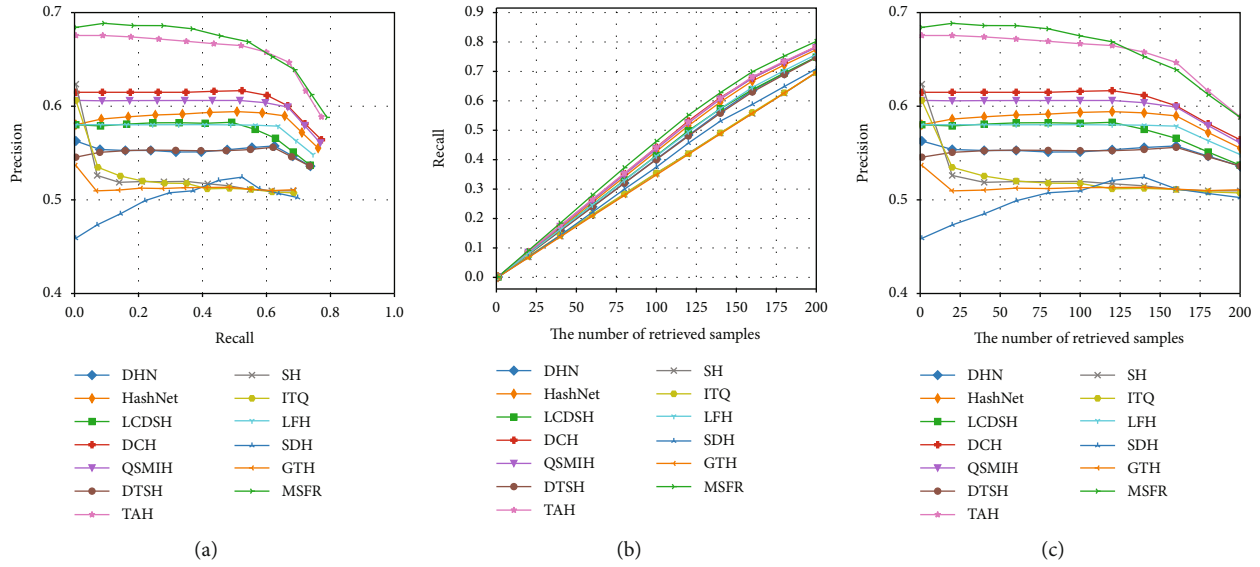 0.7
0.6
0.5
0.4
Precision
0.0 0.2 0.4 0.6 0.8 1.0
Recall
DHN SH
HashNet ITQ
LCDSH LFH
DCH SDH
QSMIH GTH
DTSH MSFR
TAH
(a)
0.9
0.8
0.7
0.6
0.5
0.4
0.3
0.2
0.1
0.0
Recall
0 25 50 75 100 125 150 175 200
The number of retrieved samples
DHN SH
HashNet ITQ
LCDSH LFH
DCH SDH
QSMIH GTH
DTSH MSFR
TAH
(b)
0.7
0.6
0.5
0.4
Precision
0 25 50 75 100 125 150 175 200
The number of retrieved samples
DHN SH
HashNet ITQ
LCDSH LFH
DCH SDH
QSMIH GTH
DTSH MSFR
TAH
(c)